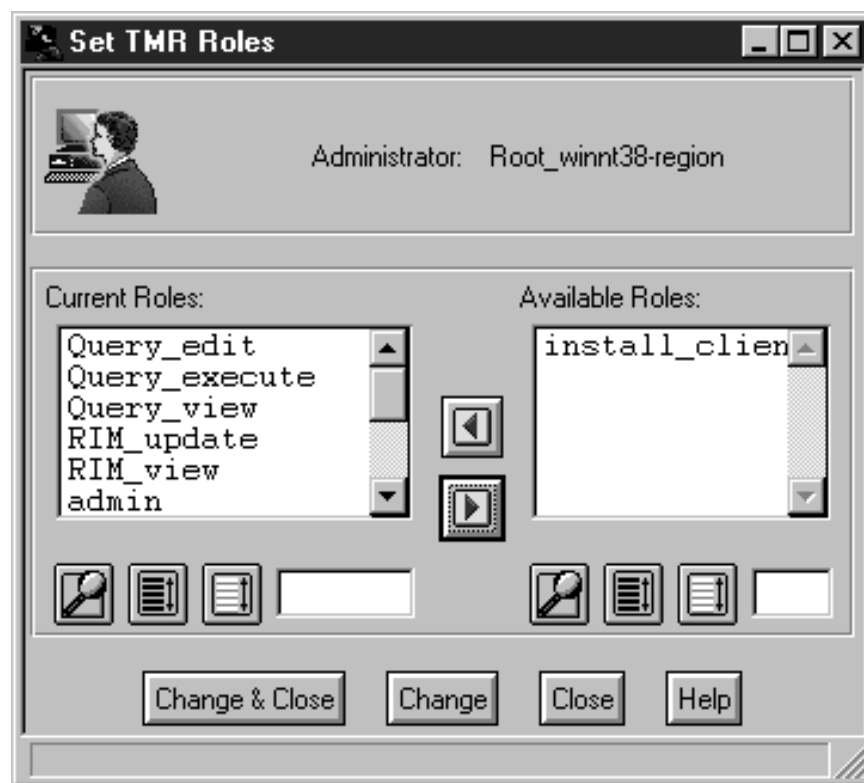 Set TMR Roles
Administrator: Root_winnt38-region
Current Roles:
Available Roles:
Query_edit
Query_execute
Query_view
RIM_update
RIM_view
admin
install_clien
Change & Close
Change
Close
Help